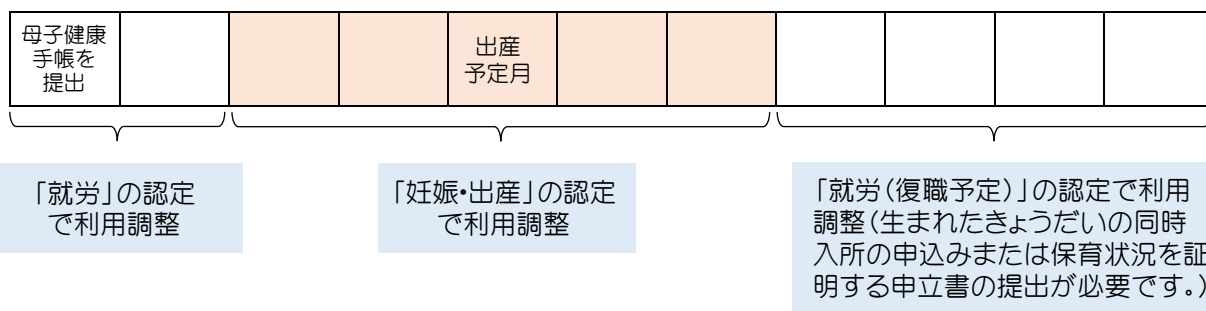 母子健康
手帳を
提出
出産
予定月
「就労」の認定
で利用調整
「妊娠・出産」の認定
で利用調整
「就労(復職予定)」の認定で利用
調整(生まれたきょうだいの同時
入所の申込みまたは保育状況を証
明する申立書の提出が必要です。)